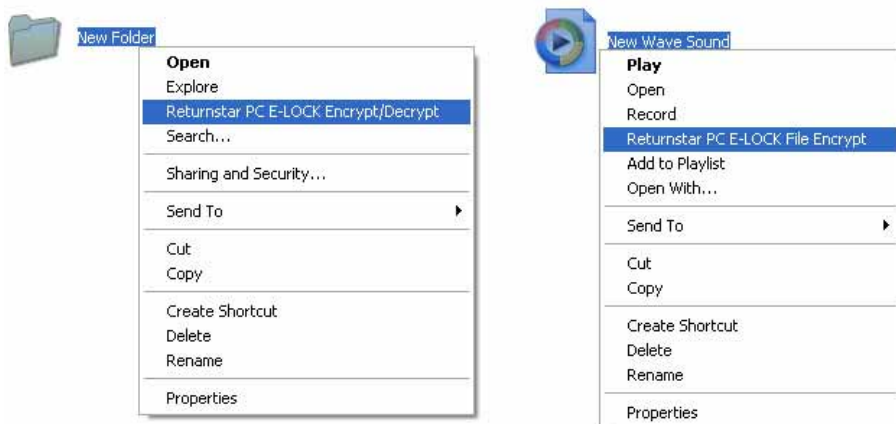 New Folder
Open
Explore
Returnstar PC E-LOCK Encrypt/Decrypt
Search...
Sharing and Security...
Send To
Cut
Copy
Create Shortcut
Delete
Rename
Properties
New Wave Sound
Play
Open
Record
Returnstar PC E-LOCK File Encrypt
Add to Playlist
Open With...
Send To
Cut
Copy
Create Shortcut
Delete
Rename
Properties